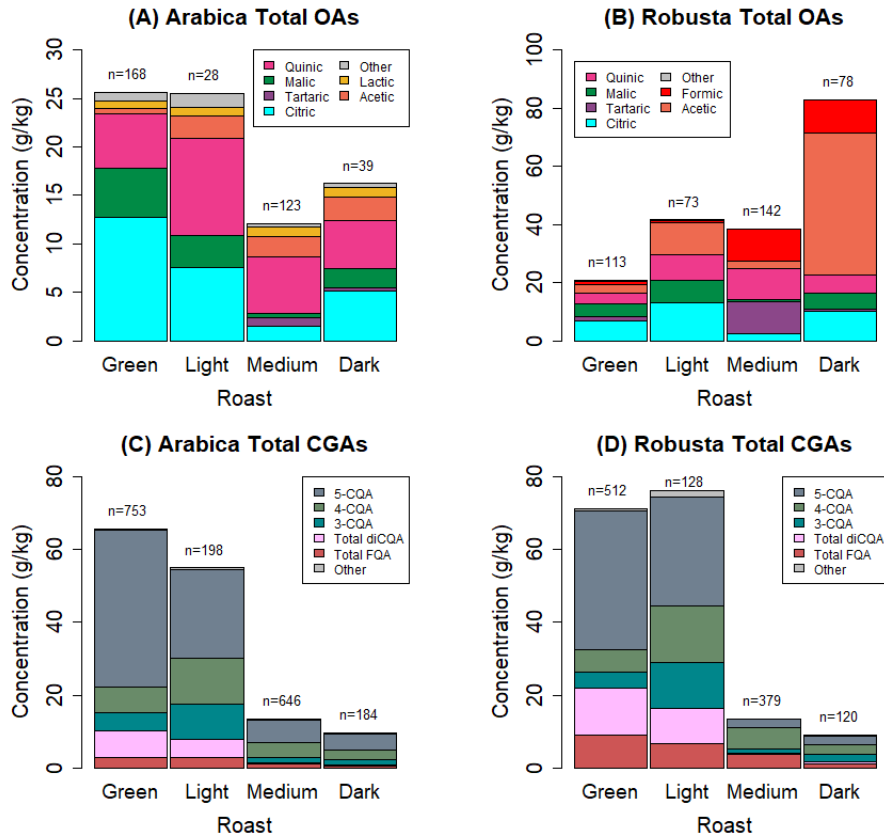 (A) Arabica Total OAs
Concentration (g/kg)
30
25
20
15
10
5
0
n=168
n=28
n=123
n=39
Quinic
Malic
Tartaric
Citric
Other
Lactic
Acetic
Green Light Medium Dark
Roast
(B) Robusta Total OAs
Concentration (g/kg)
100
80
60
40
20
0
n=113
n=73
n=142
n=78
Quinic
Malic
Tartaric
Citric
Other
Formic
Acetic
Green Light Medium Dark
Roast
(C) Arabica Total CGAs
Concentration (g/kg)
80
60
40
20
0
n=753
n=198
n=646
n=184
5-CQA
4-CQA
3-CQA
Total diCQA
Total FQA
Other
Green Light Medium Dark
Roast
(D) Robusta Total CGAs
Concentration (g/kg)
80
60
40
20
0
n=512
n=128
n=379
n=120
5-CQA
4-CQA
3-CQA
Total diCQA
Total FQA
Other
Green Light Medium Dark
Roast